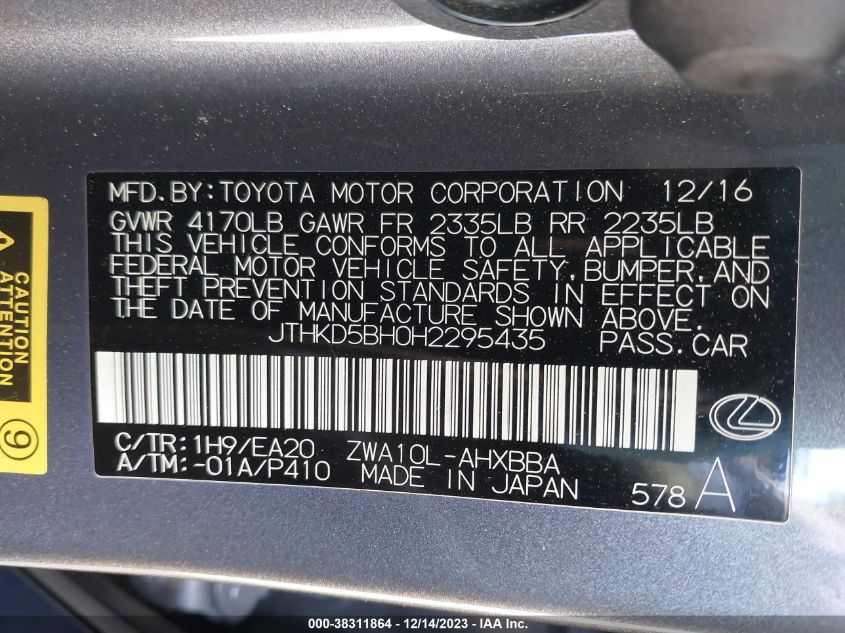 MFD.BY:TOYOTA MOTOR CORPORATION 12/16
GVWR 4170LB GAWR FR 2335LB RR 2235LB
THIS VEHICLE CONFORMS TO ALL APPLICABLE
FEDERAL MOTOR VEHICLE SAFETY,BUMPER,AND
THEFT PREVENTION STANDARDS IN EFFECT ON
THE DATE OF MANUFACTURE SHOWN ABOVE.
JTHKD5BH0H2295435 PASS.CAR
C/TR:1H9/EA20 ZWA10L-AHXBBA
A/TM:-01A/P410 MADE IN JAPAN
578 A
CAUTION
ATTENTION
9
000-38311864 - 12/14/2023 - IAA Inc.